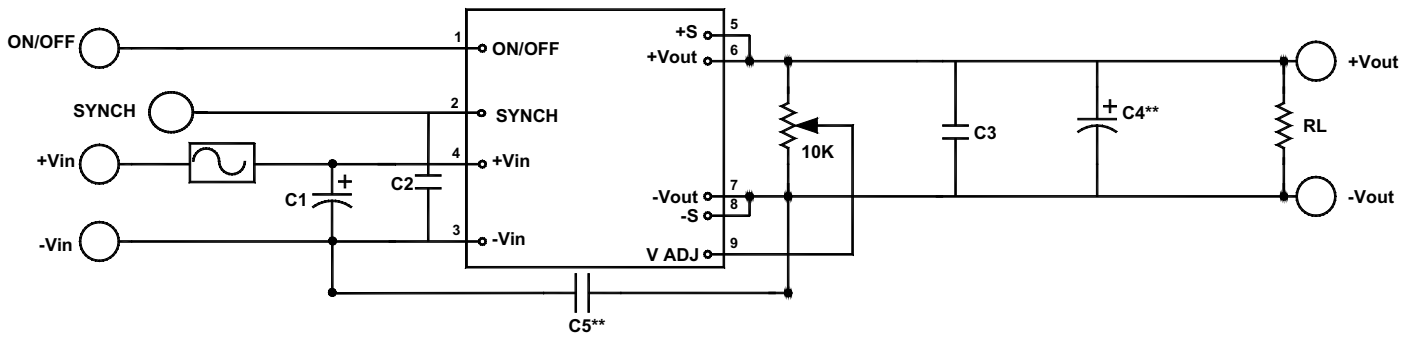 ON/OFF
1
ON/OFF
+S
5
+Vout
6
+Vout
SYNCH
2
SYNCH
+Vin
4
+Vin
+
C1
C2
10K
C3
+
C4**
RL
-Vin
3
-Vin
-Vout
7
-S
8
-Vout
V ADJ
9
C5**